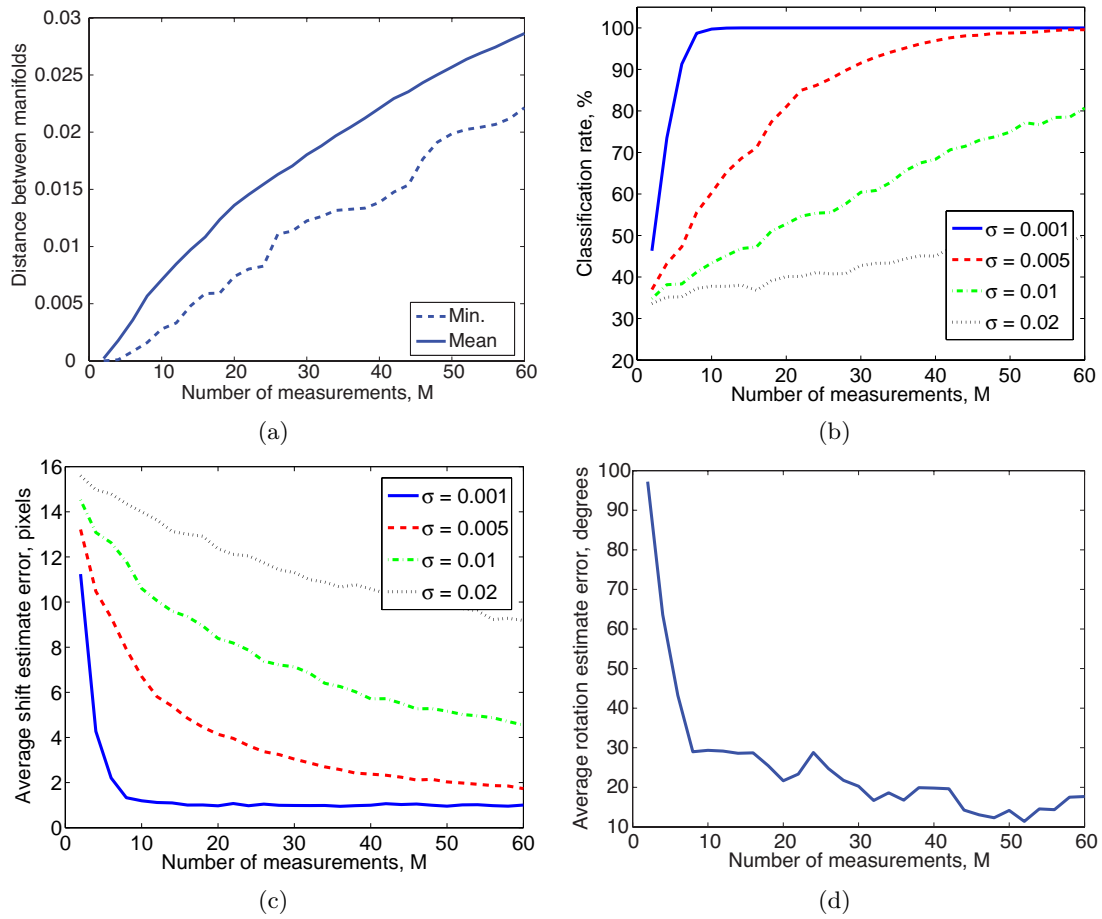 0.03
0.025
0.02
0.015
0.01
0.005
0
Distance between manifolds
Min.
Mean
0 10 20 30 40 50 60
Number of measurements, M
(a)
100
90
80
70
60
50
40
30
20
Classification rate, %
σ = 0.001
σ = 0.005
σ = 0.01
σ = 0.02
0 10 20 30 40 50 60
Number of measurements, M
(b)
16
14
12
10
8
6
4
2
0
Average shift estimate error, pixels
σ = 0.001
σ = 0.005
σ = 0.01
σ = 0.02
0 10 20 30 40 50 60
Number of measurements, M
(c)
100
90
80
70
60
50
40
30
20
10
Average rotation estimate error, degrees
0 10 20 30 40 50 60
Number of measurements, M
(d)